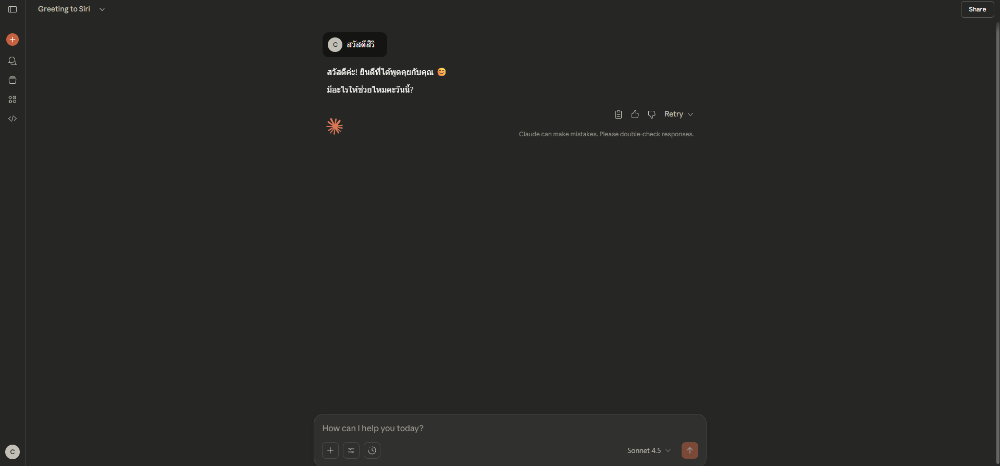 Greeting to Siri
Share
C
สวัสดีสิริ
สวัสดีค่ะ! ยินดีที่ได้พูดคุยกับคุณ 😊
มีอะไรให้ช่วยไหมคะวันนี้?
Retry
Claude can make mistakes. Please double-check responses.
How can I help you today?
Sonnet 4.5
C